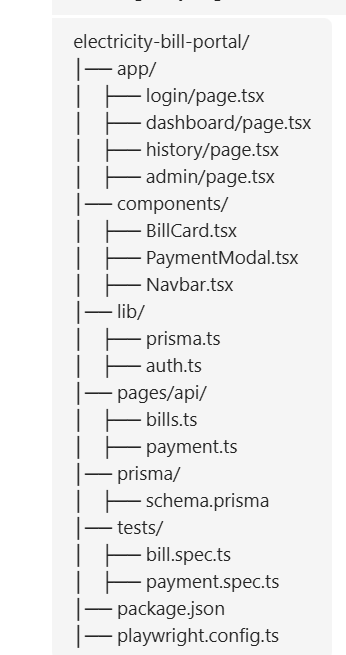 electricity-bill-portal/
│── app/
│   ├── login/page.tsx
│   ├── dashboard/page.tsx
│   ├── history/page.tsx
│   ├── admin/page.tsx
│── components/
│   ├── BillCard.tsx
│   ├── PaymentModal.tsx
│   ├── Navbar.tsx
│── lib/
│   ├── prisma.ts
│   ├── auth.ts
│── pages/api/
│   ├── bills.ts
│   ├── payment.ts
│── prisma/
│   ├── schema.prisma
│── tests/
│   ├── bill.spec.ts
│   ├── payment.spec.ts
│── package.json
│── playwright.config.ts